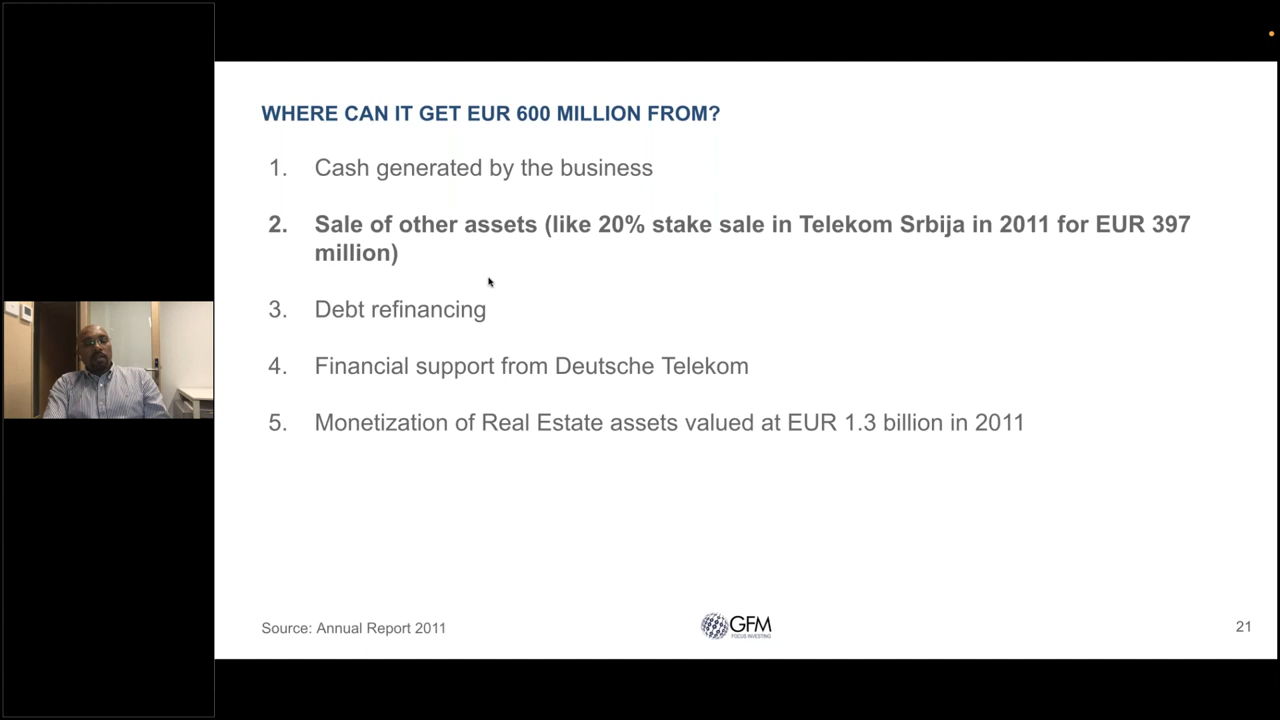 WHERE CAN IT GET EUR 600 MILLION FROM?
1. Cash generated by the business
2. Sale of other assets (like 20% stake sale in Telekom Srbija in 2011 for EUR 397
million)
3. Debt refinancing
4. Financial support from Deutsche Telekom
5. Monetization of Real Estate assets valued at EUR 1.3 billion in 2011
Source: Annual Report 2011
GFM
FOCUS INVESTING
21